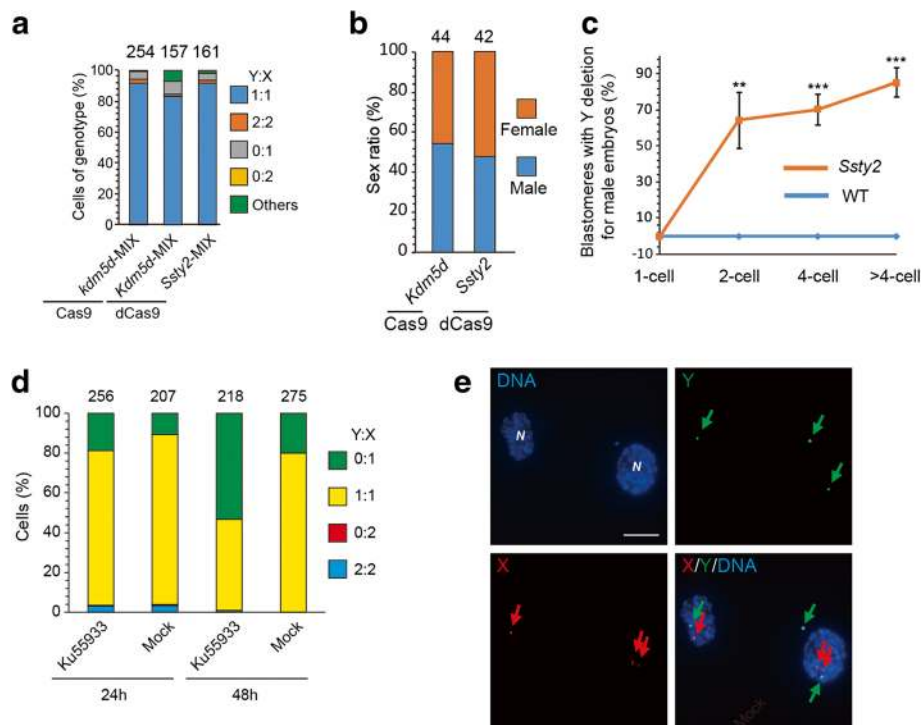 a
254 157 161
Cells of genotype (%)
100
80
60
40
20
0
Y:X
1:1
2:2
0:1
0:2
Others
kdm5d-MIX
Kdm5d-MIX
Ssty2-MIX
Cas9
dCas9
b
44 42
Sex ratio (%)
100
80
60
40
20
0
Female
Male
Kdm5d
Ssty2
Cas9
dCas9
c
Blastomeres with Y deletion
for male embryos (%)
90
70
50
30
10
-10
** *** ***
Ssty2
WT
1-cell 2-cell 4-cell >4-cell
d
256 207 218 275
Cells (%)
100
80
60
40
20
0
Y:X
0:1
1:1
0:2
2:2
Ku55933
Mock
Ku55933
Mock
24h 48h
e
DNA
N
N
Y
X
X/Y/DNA
Mock